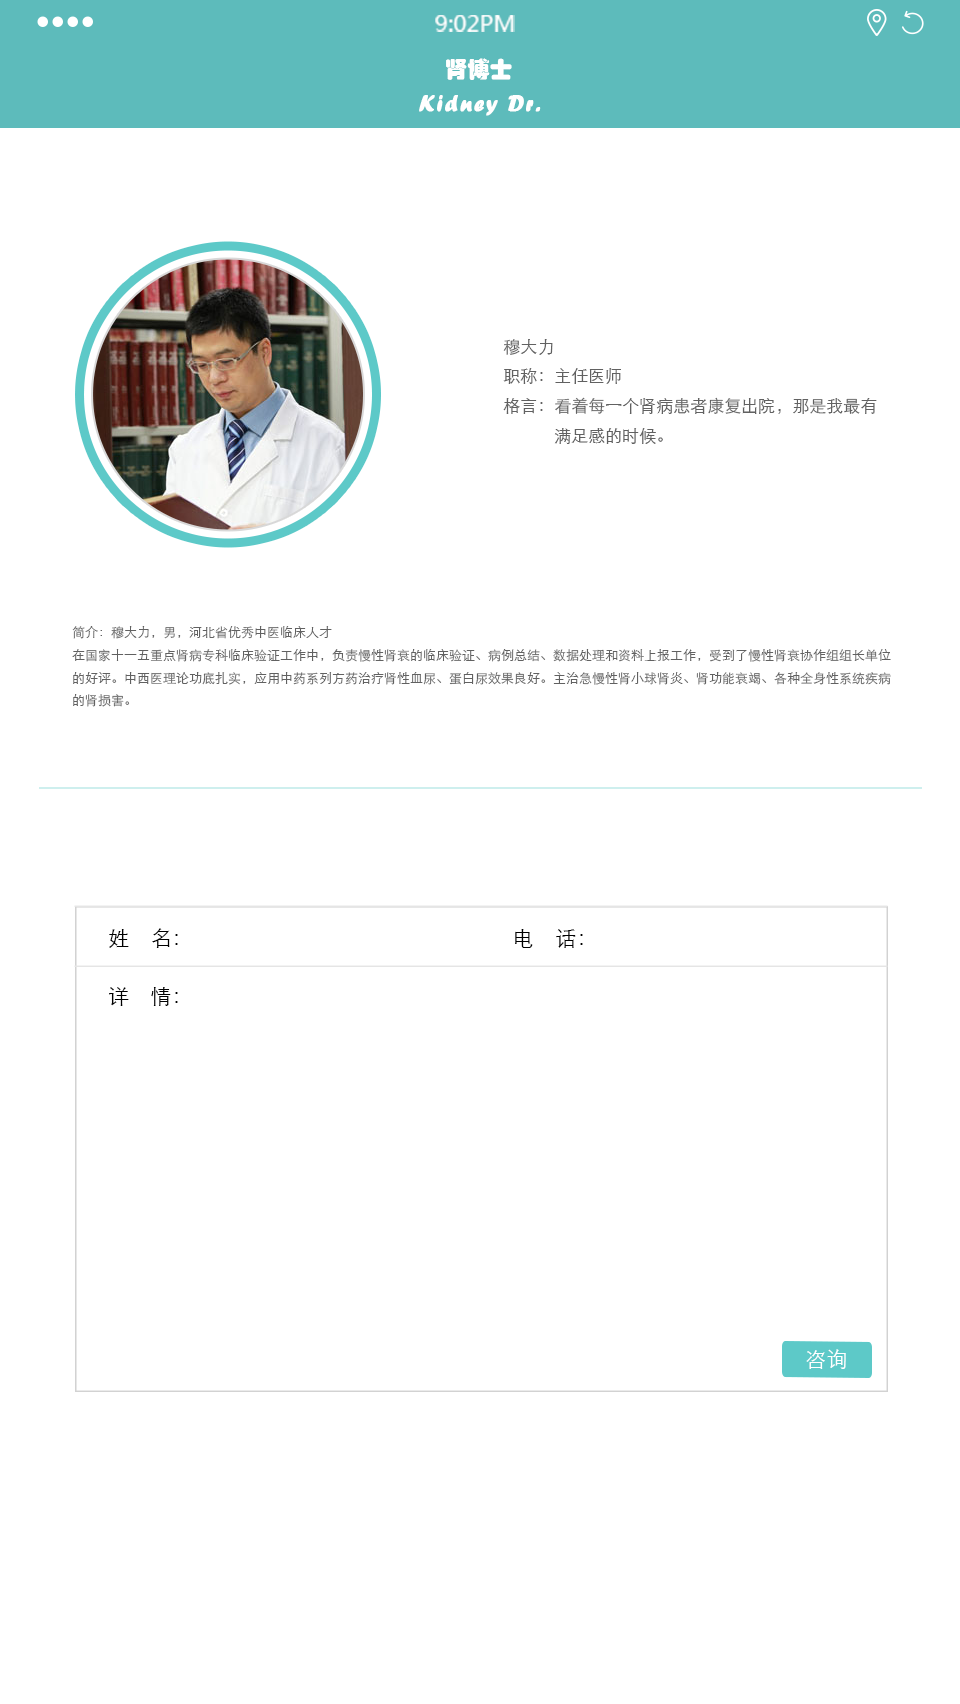 9:02PM
肾博士
Kidney Dr.
穆大力
职称：主任医师
格言：看着每一个肾病患者康复出院，那是我最有
满足感的时候。
简介：穆大力，男，河北省优秀中医临床人才
在国家十一五重点肾病专科临床验证工作中，负责慢性肾衰的临床验证、病例总结、数据处理和资料上报工作，受到了慢性肾衰协作组组长单位
的好评。中西医理论功底扎实，应用中药系列方药治疗肾性血尿、蛋白尿效果良好。主治急慢性肾小球肾炎、肾功能衰竭、各种全身性系统疾病
的肾损害。
姓　名：
电　话：
详　情：
咨询